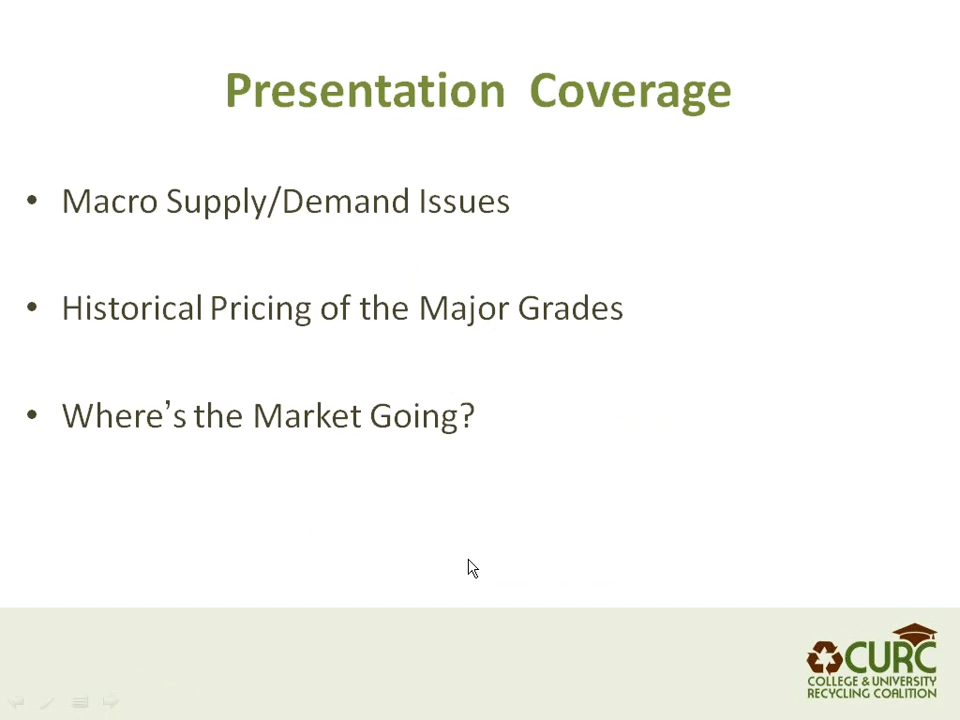 Presentation Coverage
• Macro Supply/Demand Issues
• Historical Pricing of the Major Grades
• Where’s the Market Going?
CURC
COLLEGE & UNIVERSITY
RECYCLING COALITION